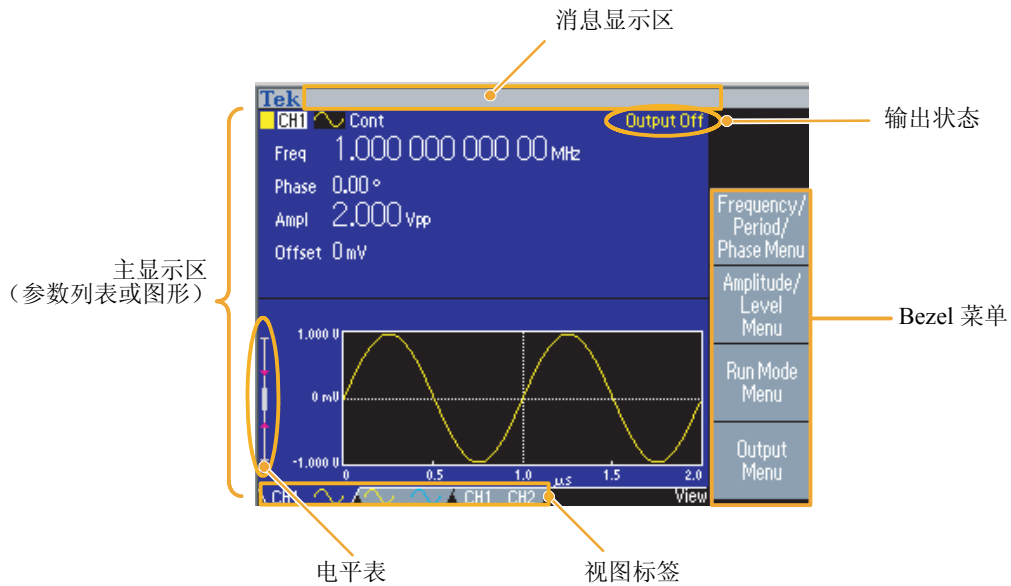 消息显示区
Tek
CH1 Cont Output Off
输出状态
Freq 1.000 000 000 00 MHz
Phase 0.00 °
Ampl 2.000 Vpp
Offset 0 mV
Frequency/
Period/
Phase Menu
主显示区
（参数列表或图形）
Amplitude/
Level
Menu
Bezel 菜单
Run Mode
Menu
Output
Menu
1.000 U
0 mU
-1.000 U
0 0.5 1.0 µs 1.5 2.0
CH1 CH1 CH2 View
电平表
视图标签